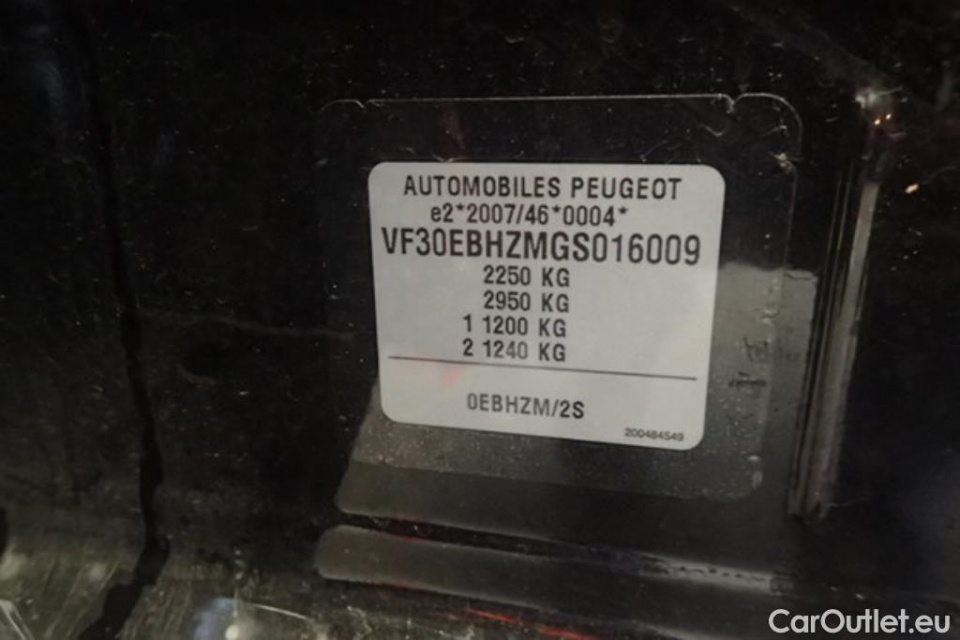 AUTOMOBILES PEUGEOT
e2*2007/46*0004*
VF30EBHZMGS016009
2250 KG
2950 KG
1 1200 KG
2 1240 KG
0EBHZM/2S
200484549
CarOutlet.eu